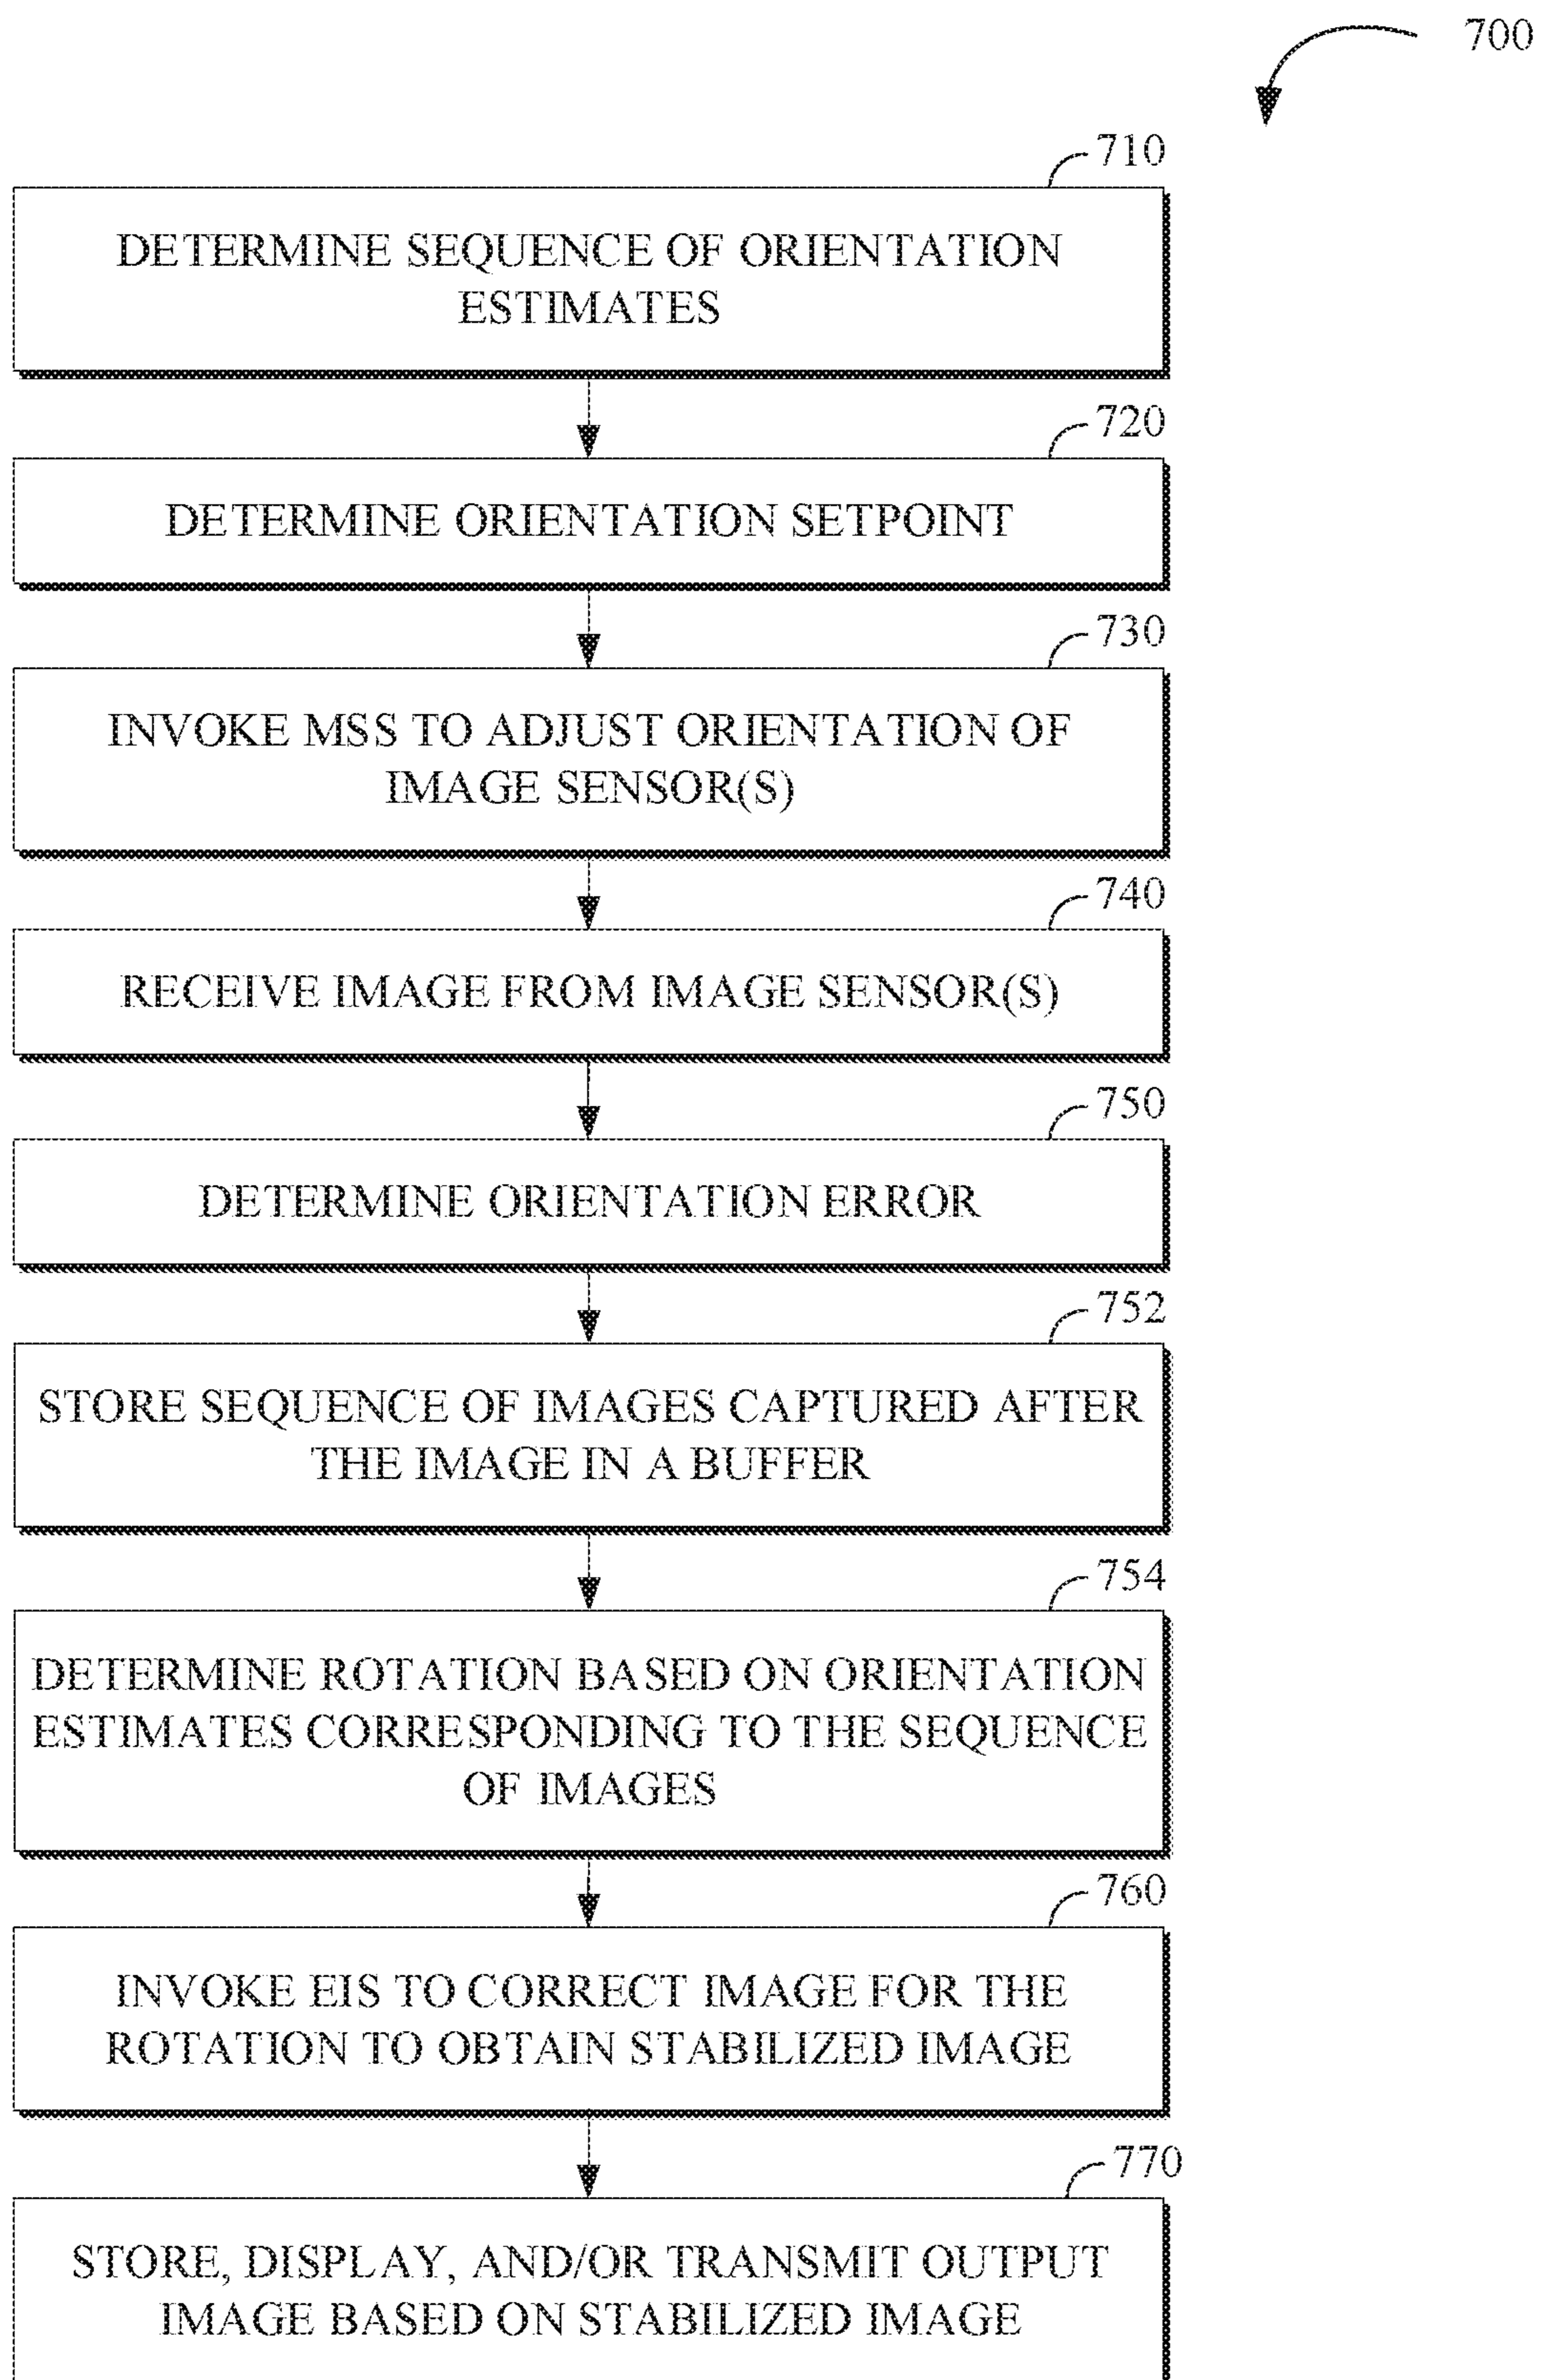 700
710
DETERMINE SEQUENCE OF ORIENTATION
ESTIMATES
720
DETERMINE ORIENTATION SETPOINT
730
INVOKE MSS TO ADJUST ORIENTATION OF
IMAGE SENSOR(S)
740
RECEIVE IMAGE FROM IMAGE SENSOR(S)
750
DETERMINE ORIENTATION ERROR
752
STORE SEQUENCE OF IMAGES CAPTURED AFTER
THE IMAGE IN A BUFFER
754
DETERMINE ROTATION BASED ON ORIENTATION
ESTIMATES CORRESPONDING TO THE SEQUENCE
OF IMAGES
760
INVOKE EIS TO CORRECT IMAGE FOR THE
ROTATION TO OBTAIN STABILIZED IMAGE
770
STORE, DISPLAY, AND/OR TRANSMIT OUTPUT
IMAGE BASED ON STABILIZED IMAGE